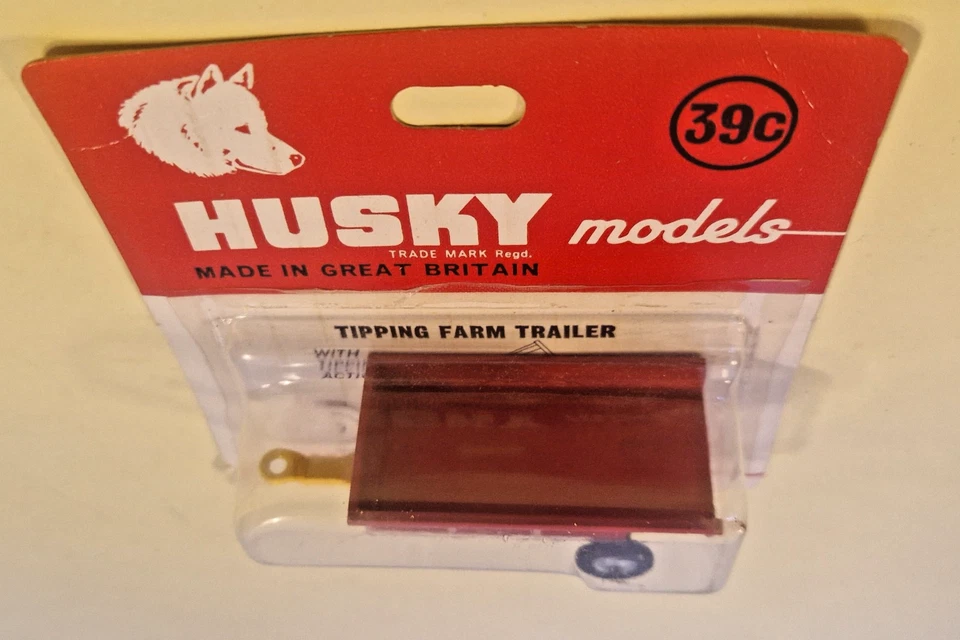 39c
HUSKY models
TRADE MARK Regd.
MADE IN GREAT BRITAIN
TIPPING FARM TRAILER
WITH